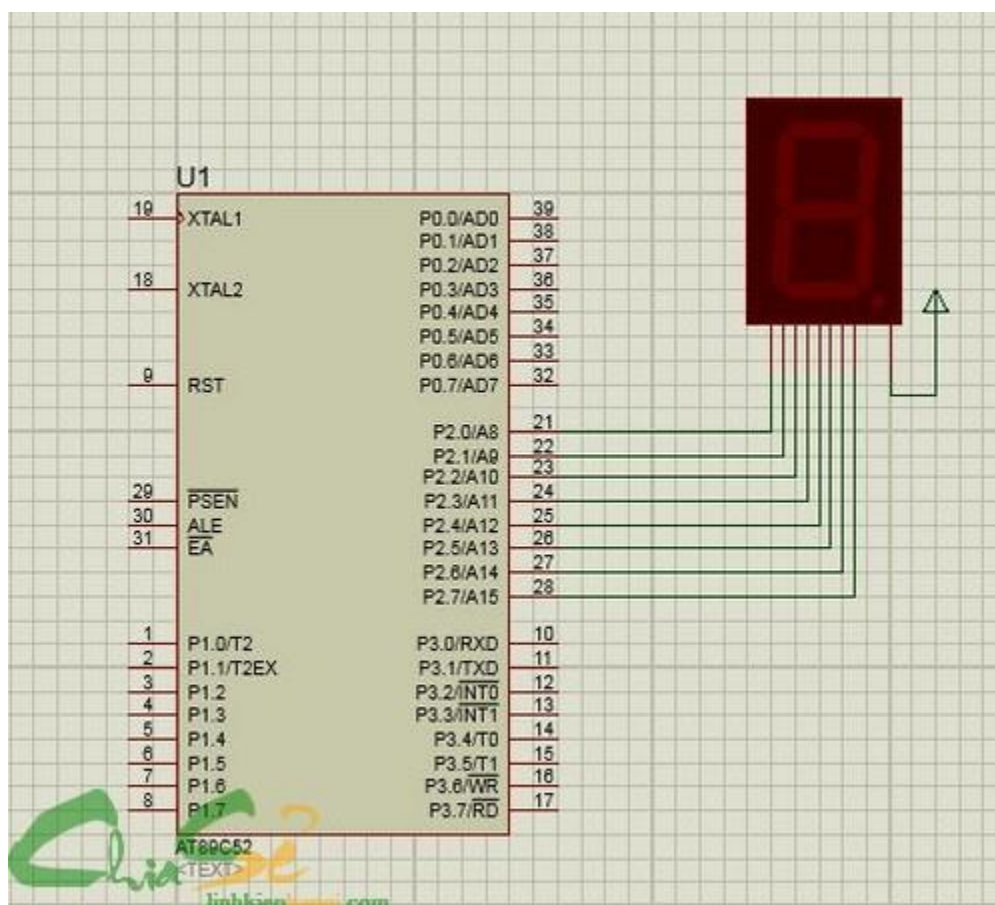 U1
19 XTAL1
18 XTAL2
9 RST
29 PSEN
30 ALE
31 EA
1 P1.0/T2
2 P1.1/T2EX
3 P1.2
4 P1.3
5 P1.4
6 P1.5
7 P1.6
8 P1.7
P0.0/AD0 39
P0.1/AD1 38
P0.2/AD2 37
P0.3/AD3 36
P0.4/AD4 35
P0.5/AD5 34
P0.6/AD6 33
P0.7/AD7 32
P2.0/A8 21
P2.1/A9 22
P2.2/A10 23
P2.3/A11 24
P2.4/A12 25
P2.5/A13 26
P2.6/A14 27
P2.7/A15 28
P3.0/RXD 10
P3.1/TXD 11
P3.2/INT0 12
P3.3/INT1 13
P3.4/T0 14
P3.5/T1 15
P3.6/WR 16
P3.7/RD 17
AT89C52
<TEXT>
Chia Sẻ